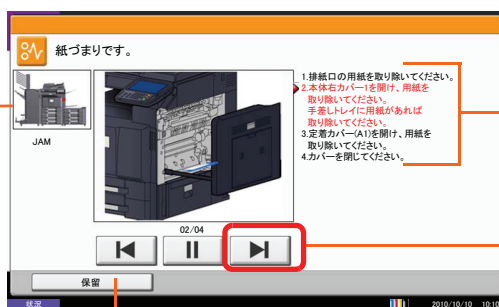 紙づまりです。
JAM
1.排紙口の用紙を取り除いてください。
2.本体右カバー1を開け、用紙を
取り除いてください。
手差しトレイに用紙があれば
取り除いてください。
3.定着カバー(A1)を開け、用紙を
取り除いてください。
4.カバーを閉じてください。
02/04
保留
状況
2010/10/10 10:10